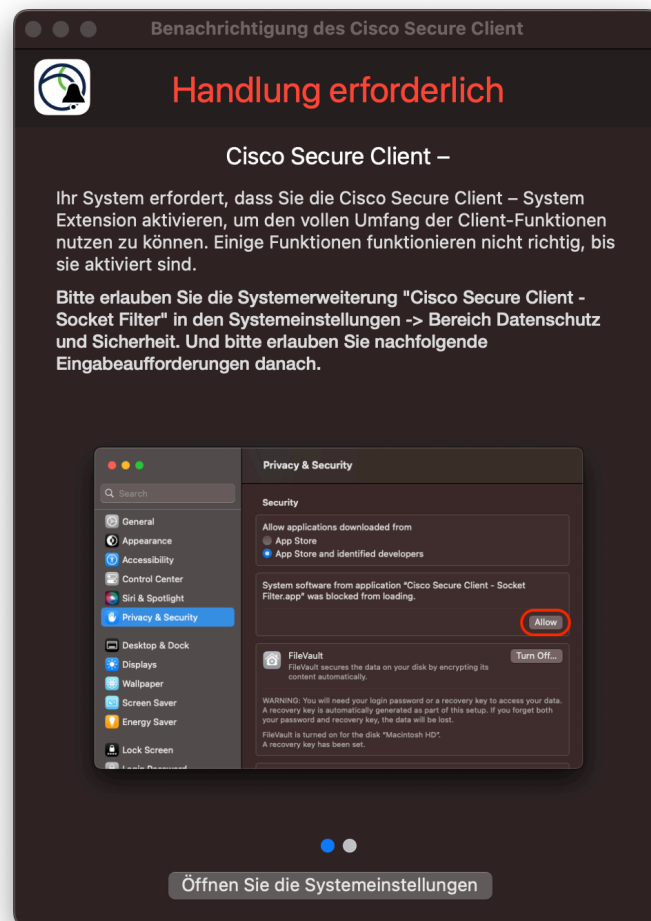 Benachrichtigung des Cisco Secure Client
Handlung erforderlich
Cisco Secure Client –
Ihr System erfordert, dass Sie die Cisco Secure Client – System
Extension aktivieren, um den vollen Umfang der Client-Funktionen
nutzen zu können. Einige Funktionen funktionieren nicht richtig, bis
sie aktiviert sind.
Bitte erlauben Sie die Systemerweiterung "Cisco Secure Client -
Socket Filter" in den Systemeinstellungen -> Bereich Datenschutz
und Sicherheit. Und bitte erlauben Sie nachfolgende
Eingabeaufforderungen danach.
Search
General
Appearance
Accessibility
Control Center
Siri & Spotlight
Privacy & Security
Desktop & Dock
Displays
Wallpaper
Screen Saver
Energy Saver
Lock Screen
Login Password
Privacy & Security
Security
Allow applications downloaded from
App Store
App Store and identified developers
System software from application “Cisco Secure Client - Socket
Filter.app” was blocked from loading.
Allow
FileVault
Turn Off...
FileVault secures the data on your disk by encrypting its
content automatically.
WARNING: You will need your login password or a recovery key to access your data.
A recovery key is automatically generated as part of this setup. If you forget both
your password and recovery key, the data will be lost.
FileVault is turned on for the disk "Macintosh HD".
A recovery key has been set.
Öffnen Sie die Systemeinstellungen